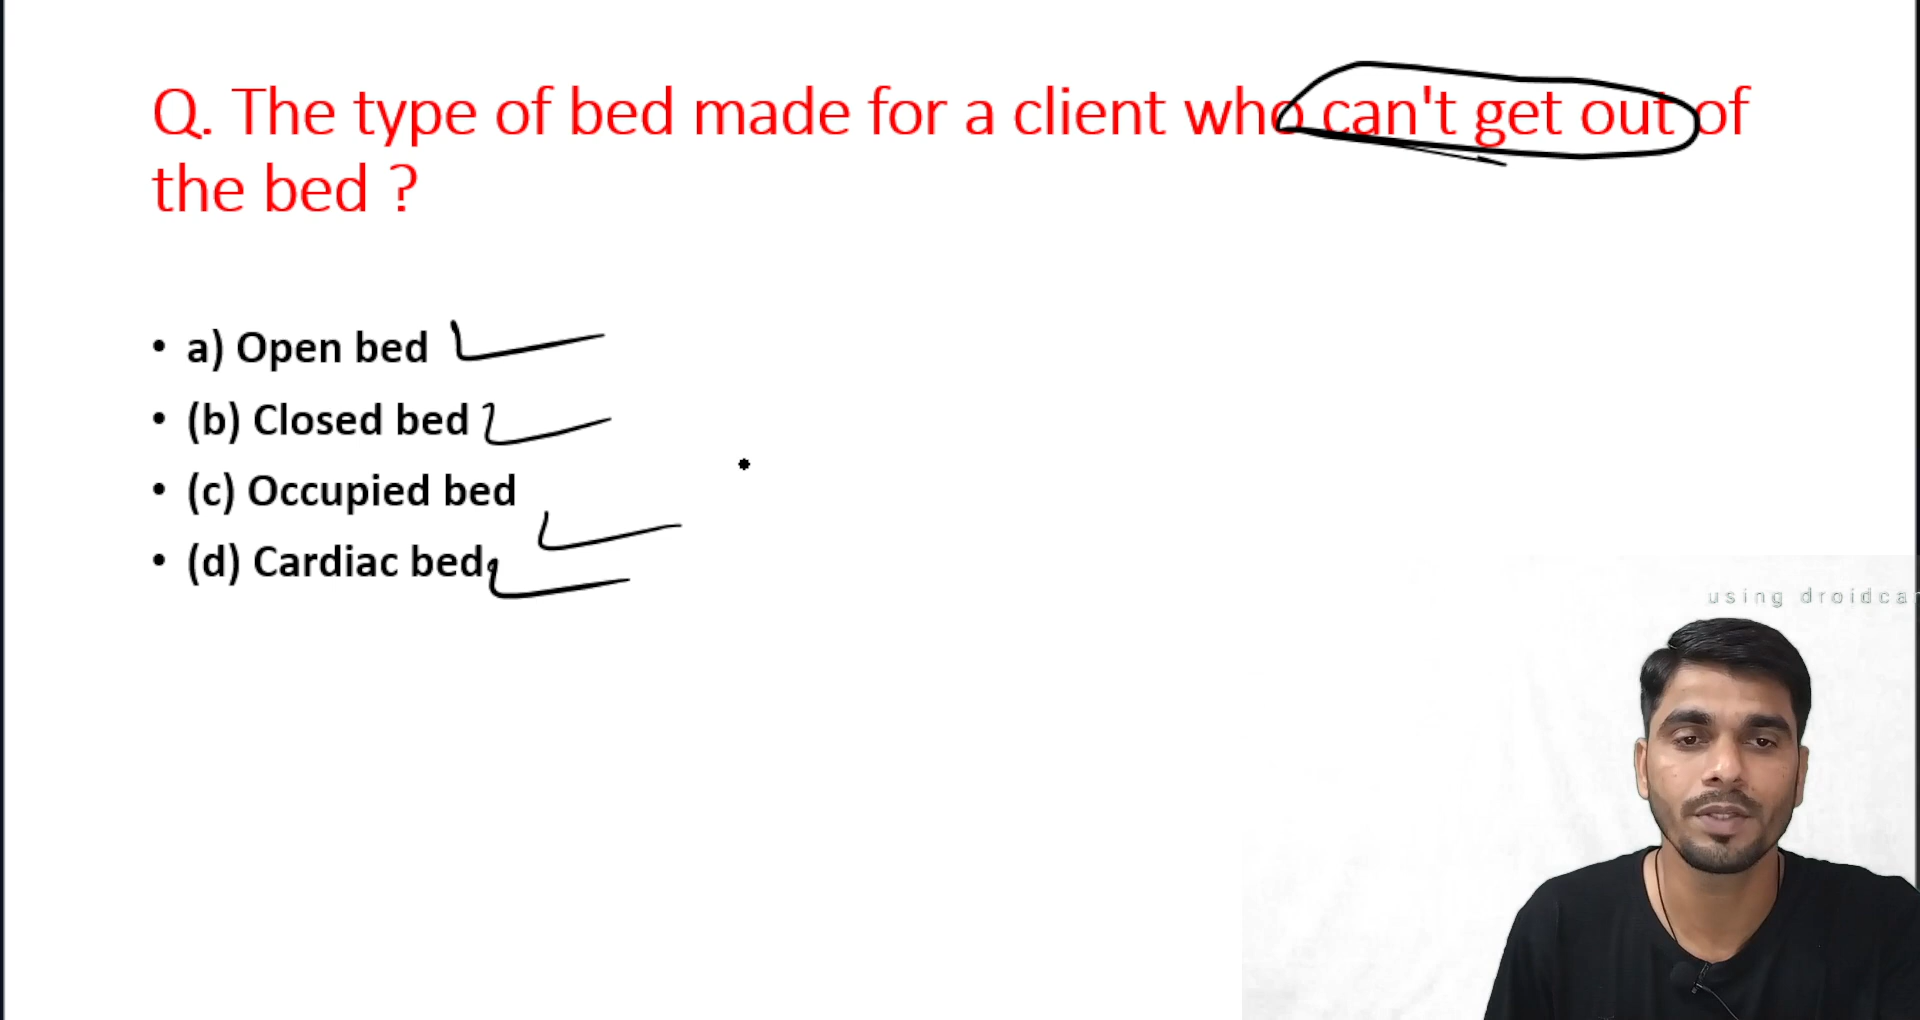 Q. The type of bed made for a client who can't get out of
the bed ?
• a) Open bed
• (b) Closed bed
• (c) Occupied bed
• (d) Cardiac bed
using droidca